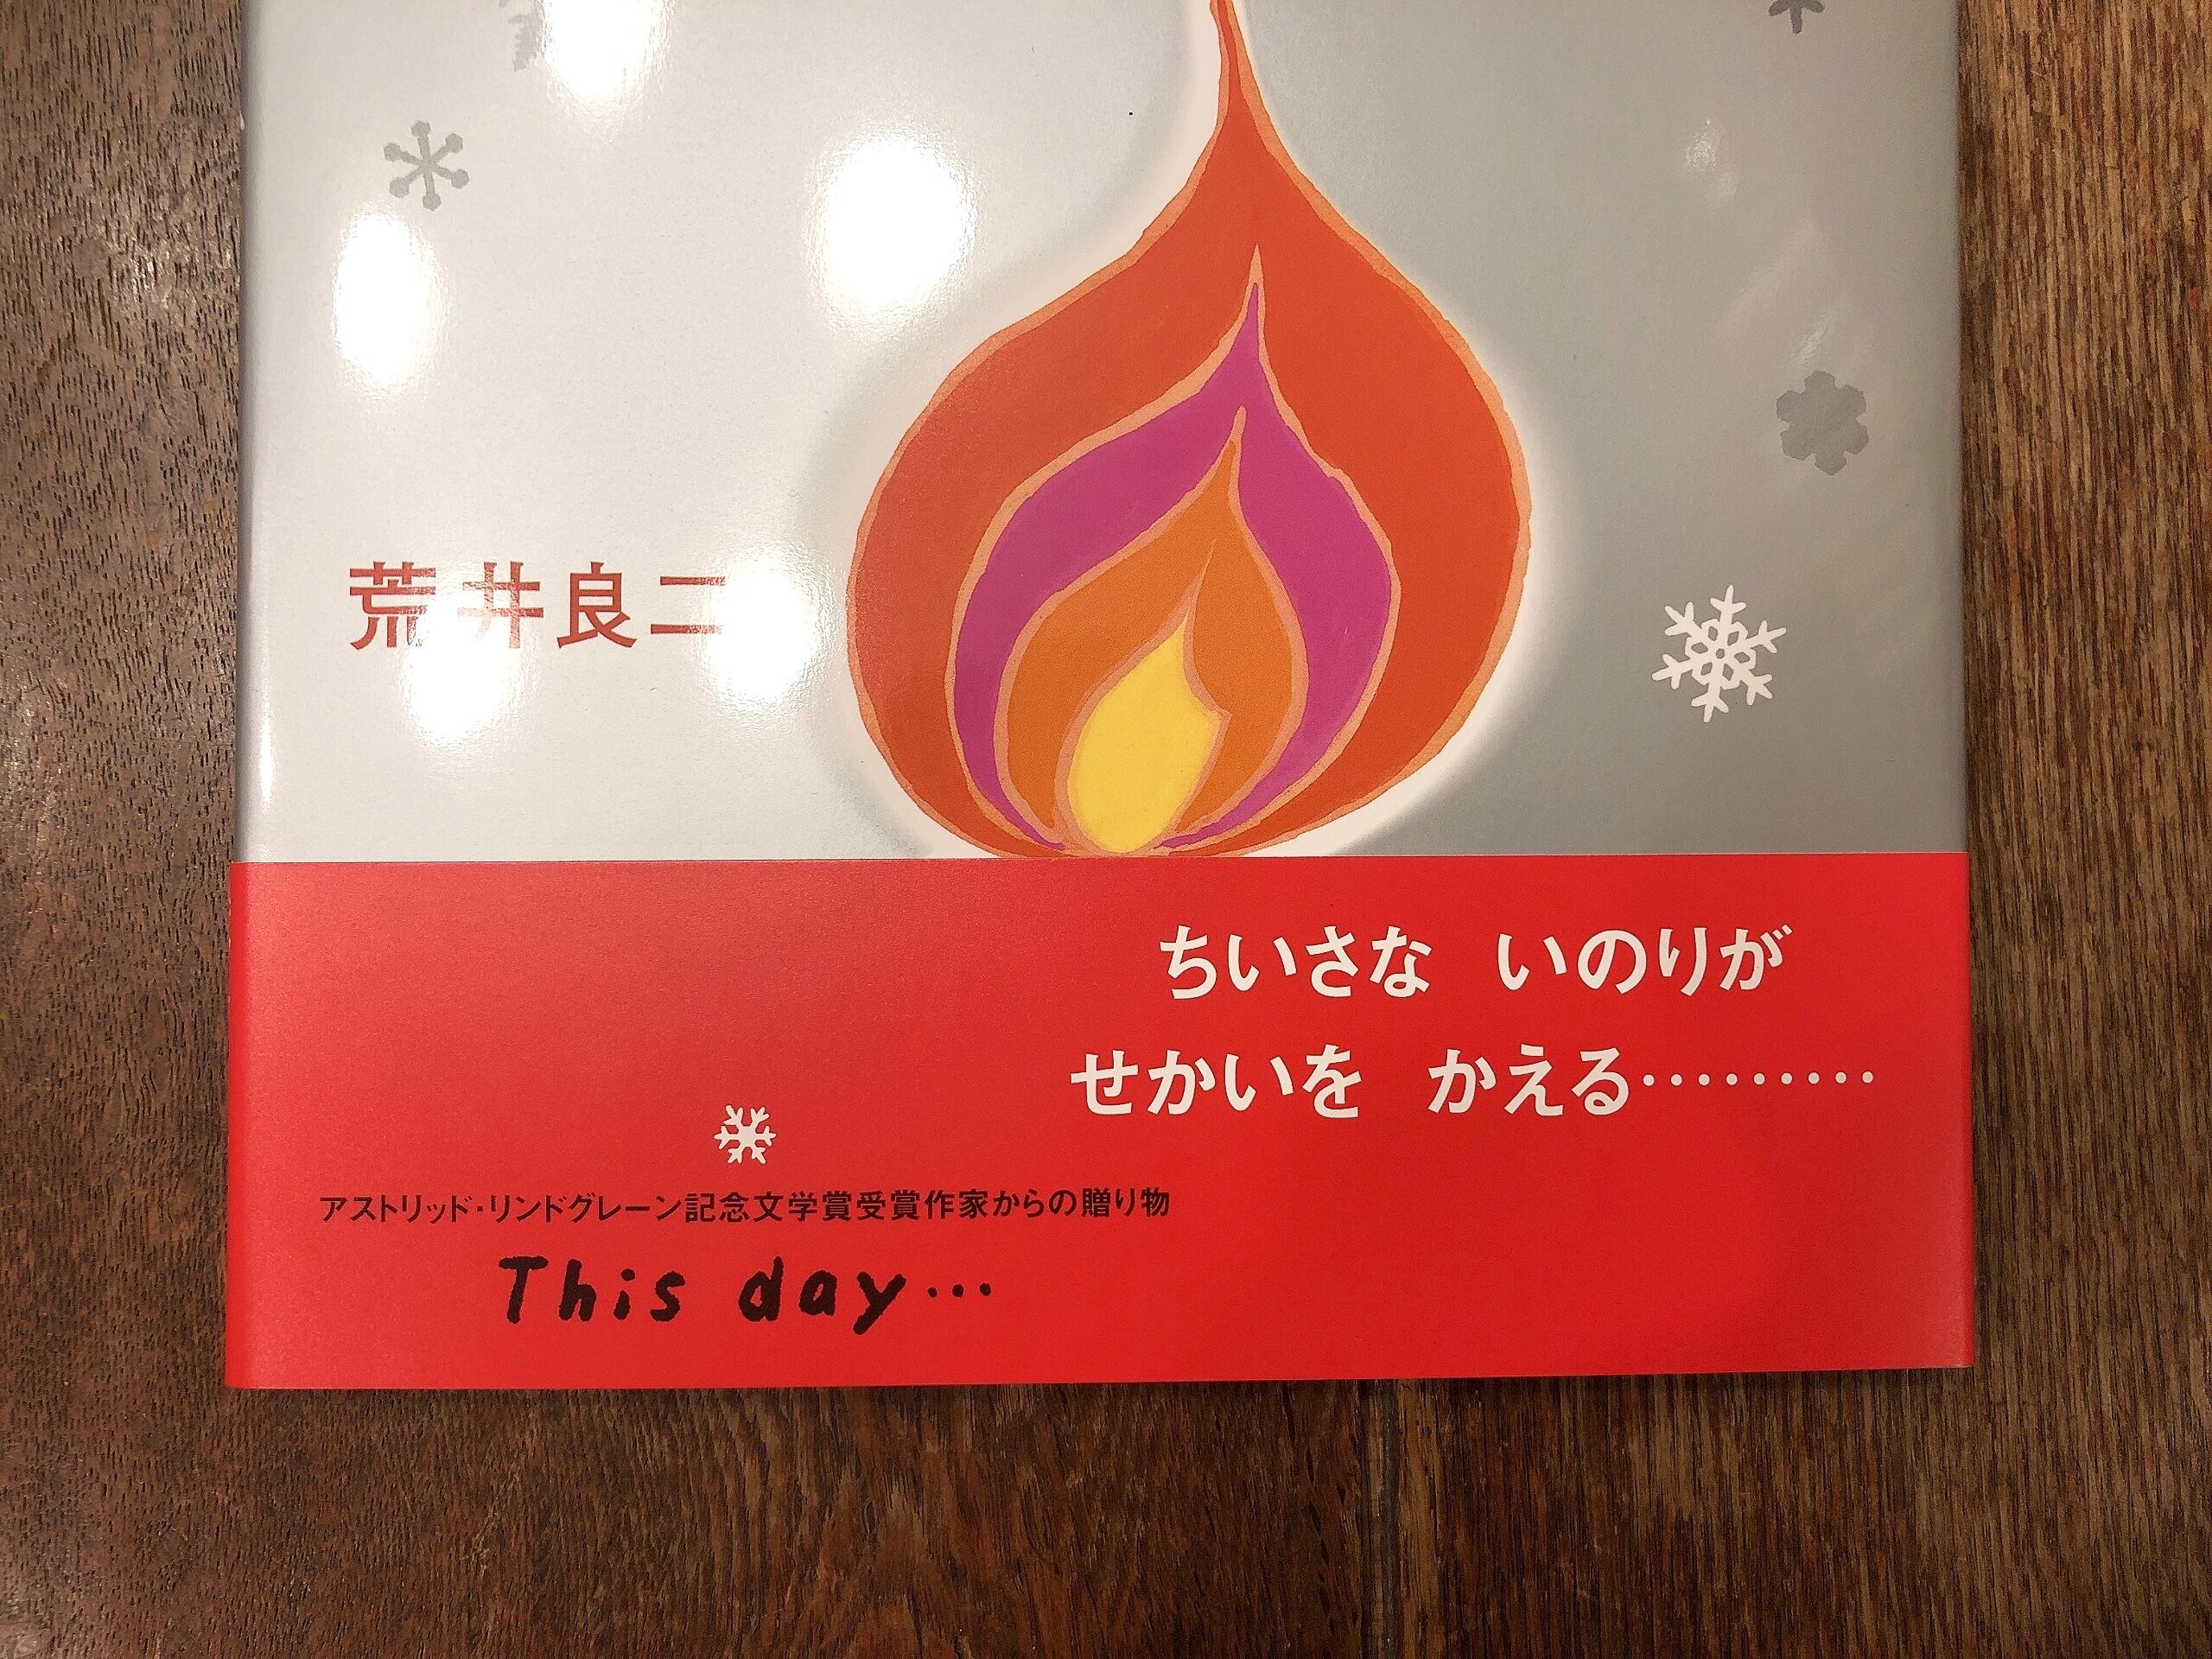 荒井良二
ちいさな いのりが
せかいを かえる………
アストリッド・リンドグレーン記念文学賞受賞作家からの贈り物
This day…